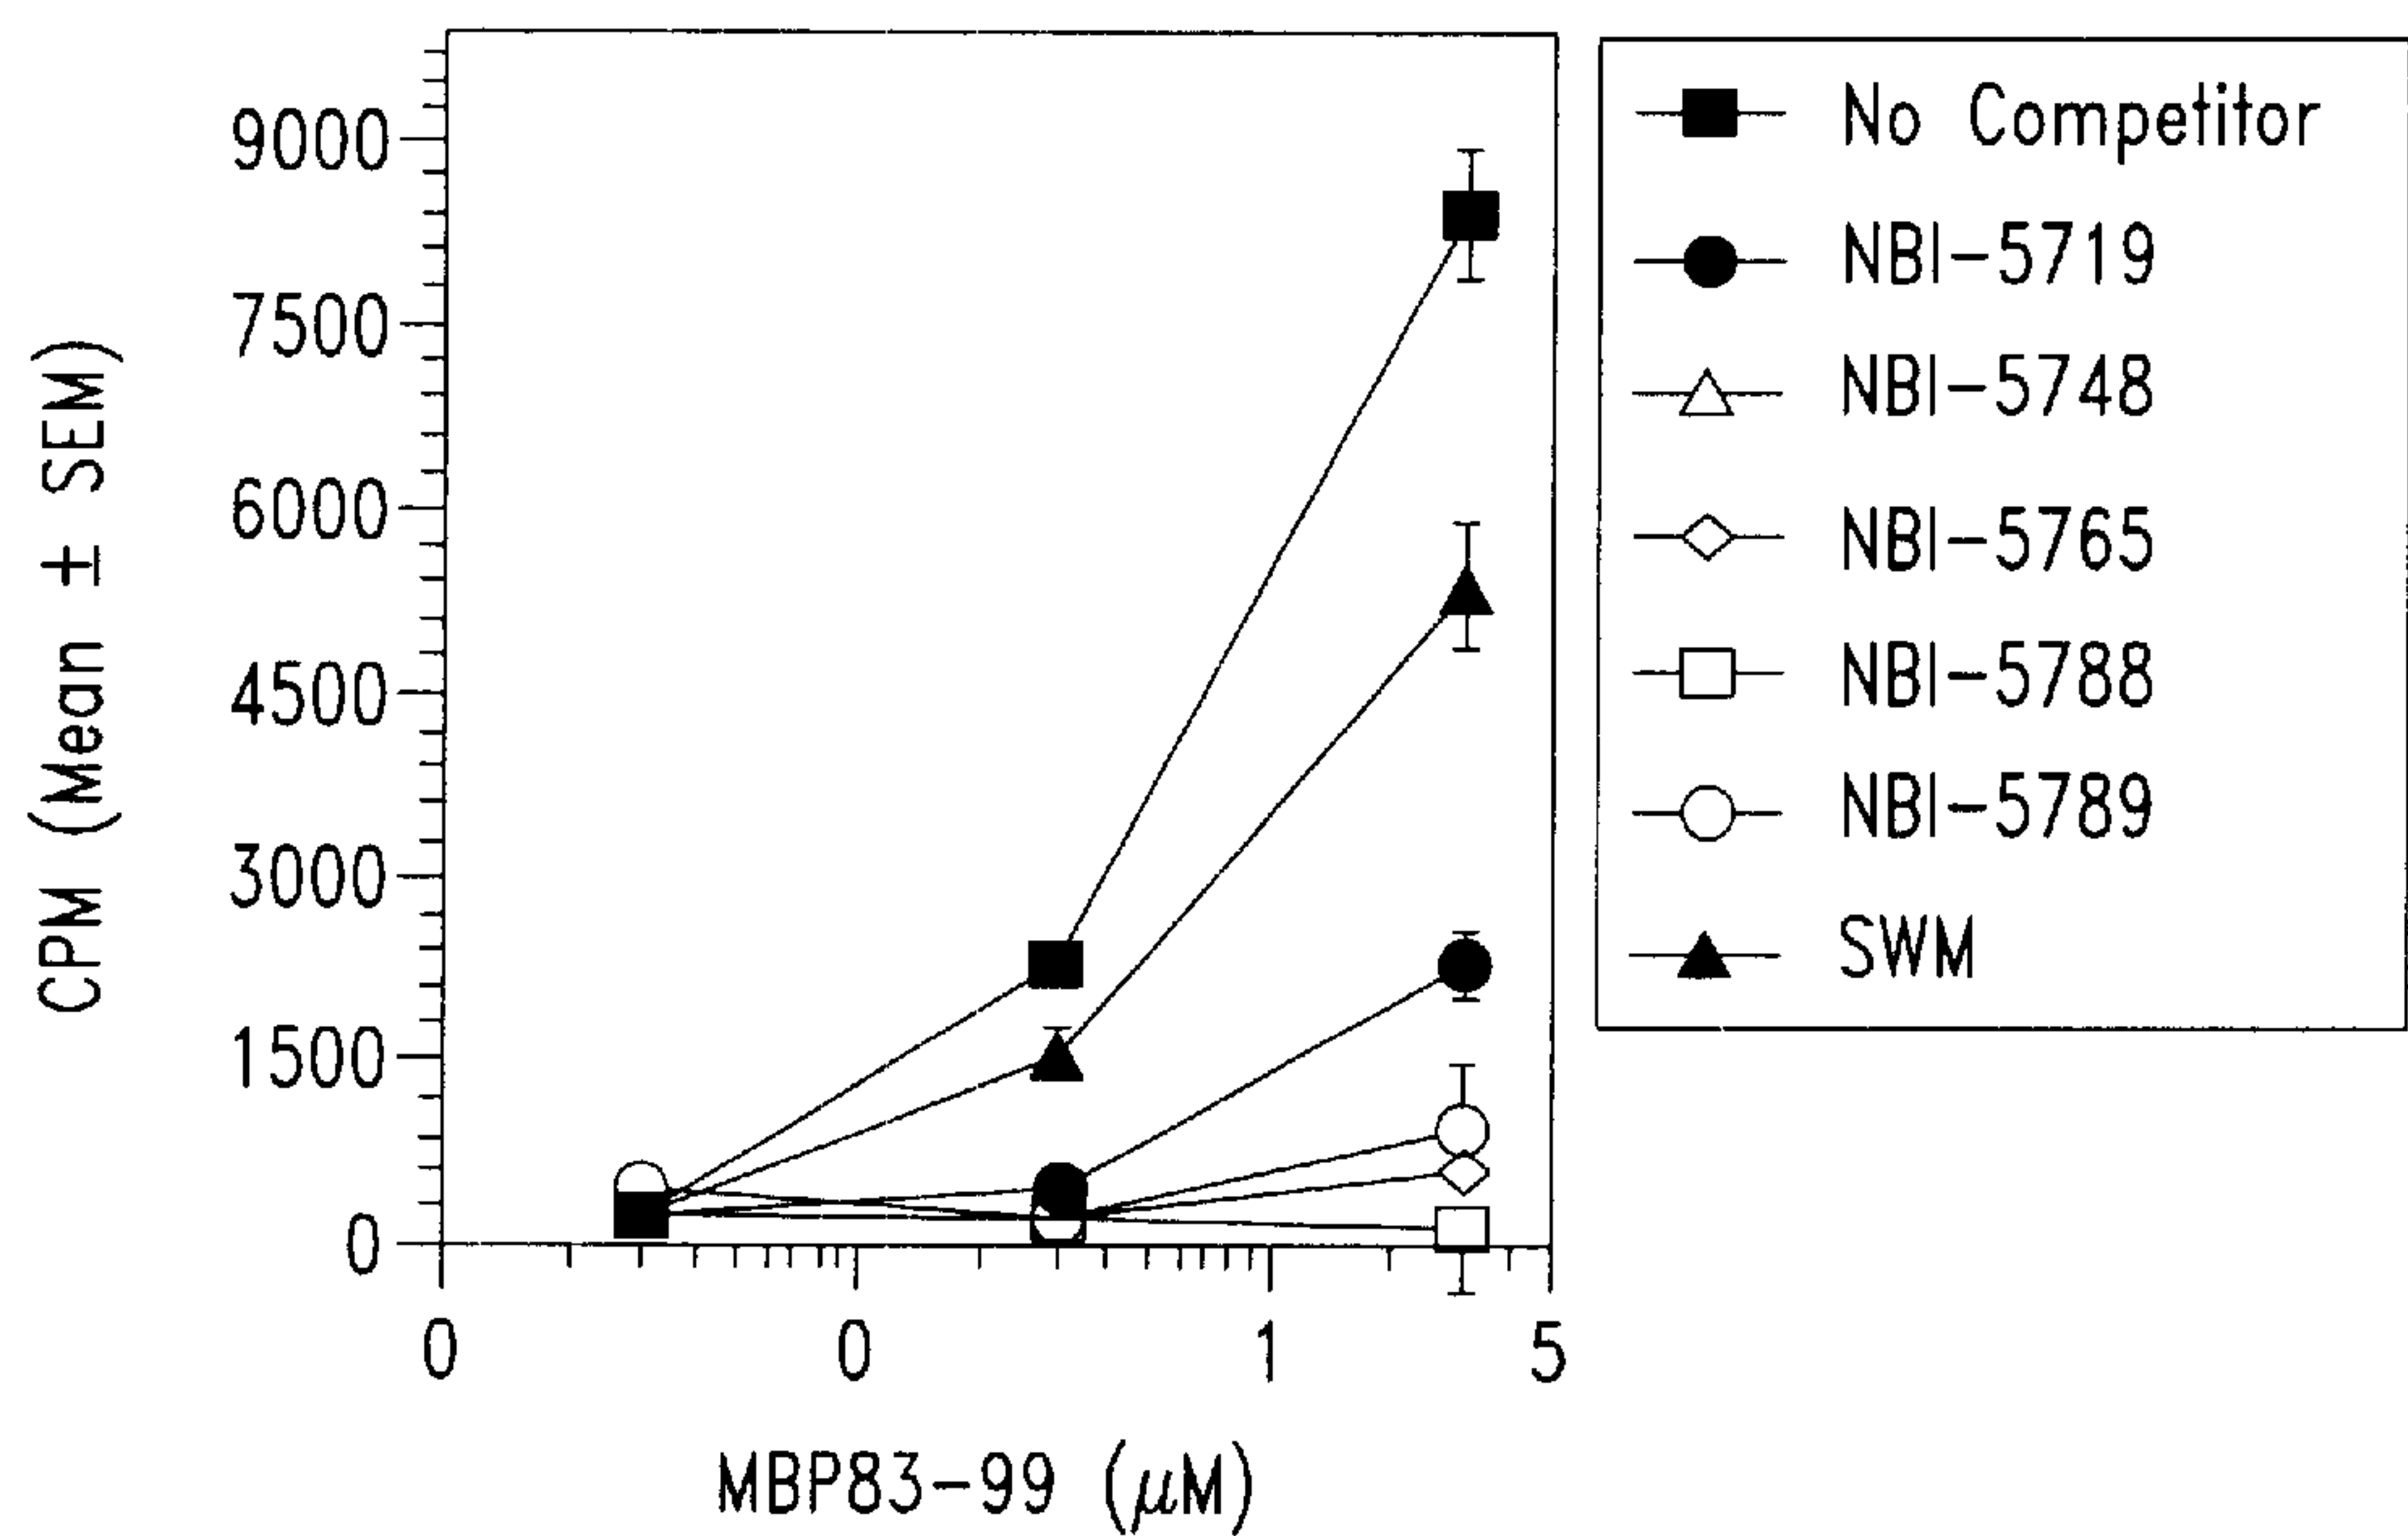 CPM (Mean ± SEM)
9000
7500
6000
4500
3000
1500
0
0
0
1
5
MBP83-99 (μM)
No Competitor
NBI-5719
NBI-5748
NBI-5765
NBI-5788
NBI-5789
SWM